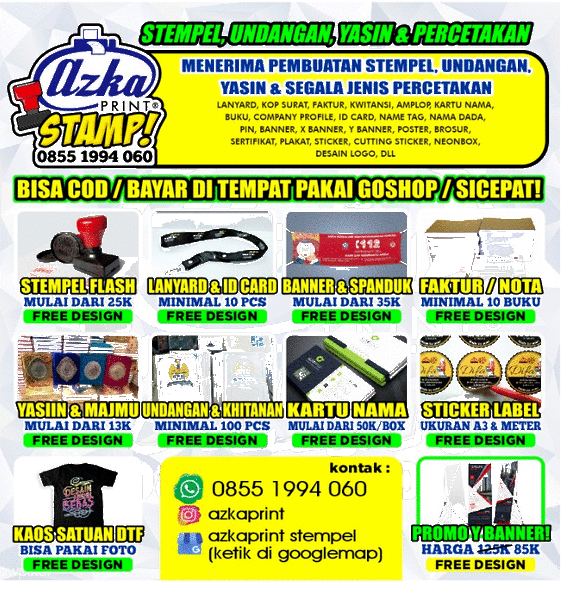 STEMPEL, UNDANGAN, YASIN & PERCETAKAN
azka
PRINT®
STAMP!
0855 1994 060
MENERIMA PEMBUATAN STEMPEL, UNDANGAN,
YASIN & SEGALA JENIS PERCETAKAN
LANYARD, KOP SURAT, FAKTUR, KWITANSI, AMPLOP, KARTU NAMA,
BUKU, COMPANY PROFILE, ID CARD, NAME TAG, NAMA DADA,
PIN, BANNER, X BANNER, Y BANNER, POSTER, BROSUR,
SERTIFIKAT, PLAKAT, STICKER, CUTTING STICKER, NEONBOX,
DESAIN LOGO, DLL
BISA COD / BAYAR DI TEMPAT PAKAI GOSHOP / SICEPAT!
STEMPEL FLASH
MULAI DARI 25K
FREE DESIGN
LANYARD & ID CARD
MINIMAL 10 PCS
FREE DESIGN
112
BANNER & SPANDUK
MULAI DARI 35K
FREE DESIGN
FAKTUR / NOTA
MINIMAL 10 BUKU
FREE DESIGN
YASIIN & MAJMU
MULAI DARI 13K
FREE DESIGN
UNDANGAN & KHITANAN
MINIMAL 100 PCS
FREE DESIGN
KARTU NAMA
MULAI DARI 50K/BOX
FREE DESIGN
STICKER LABEL
UKURAN A3 & METER
FREE DESIGN
DESAIN
BEBAS
KAOS SATUAN DTF
BISA PAKAI FOTO
FREE DESIGN
kontak :
0855 1994 060
azkaprint
azkaprint stempel
(ketik di googlemap)
PROMO Y BANNER!
HARGA 125K 85K
FREE DESIGN